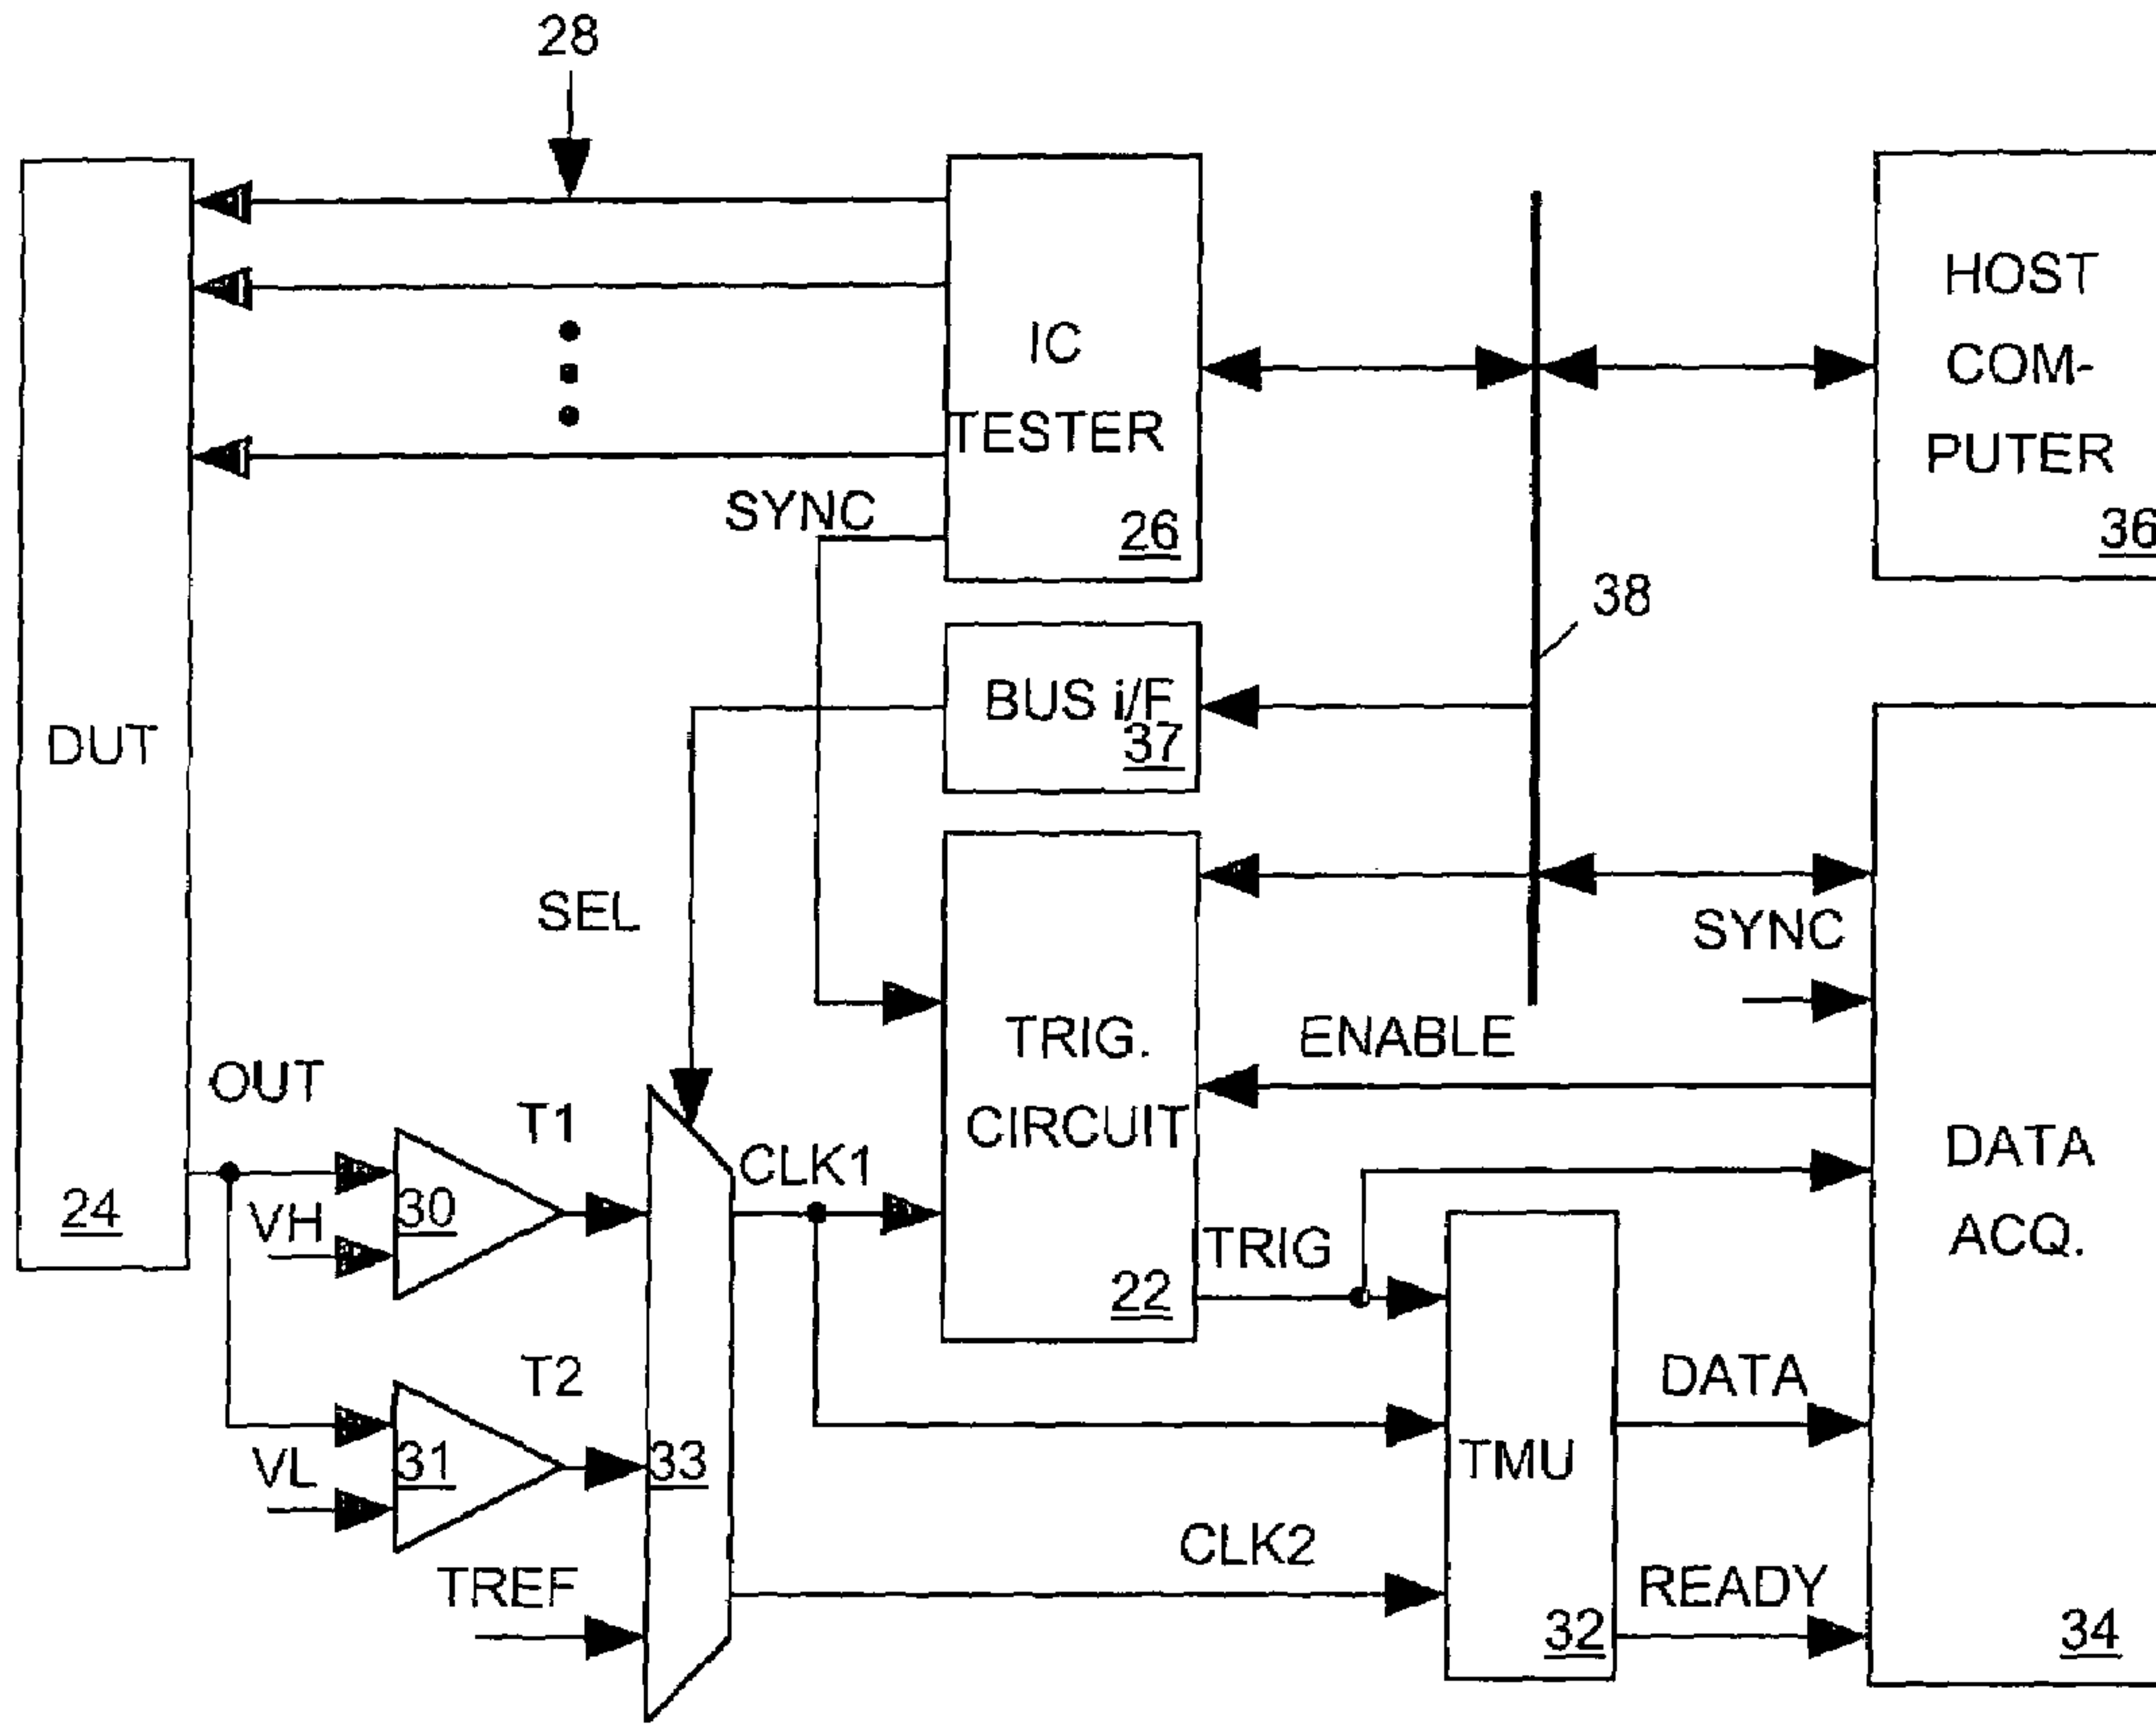 28
HOST
COM-
PUTER
36
IC
TESTER
26
SYNC
38
BUS i/F
37
DUT
24
SEL
SYNC
ENABLE
TRIG.
CIRCUIT
22
OUT
T1
CLK1
VH
30
TRIG
DATA
ACQ.
34
T2
DATA
VL
31
33
TMU
32
CLK2
TREF
READY